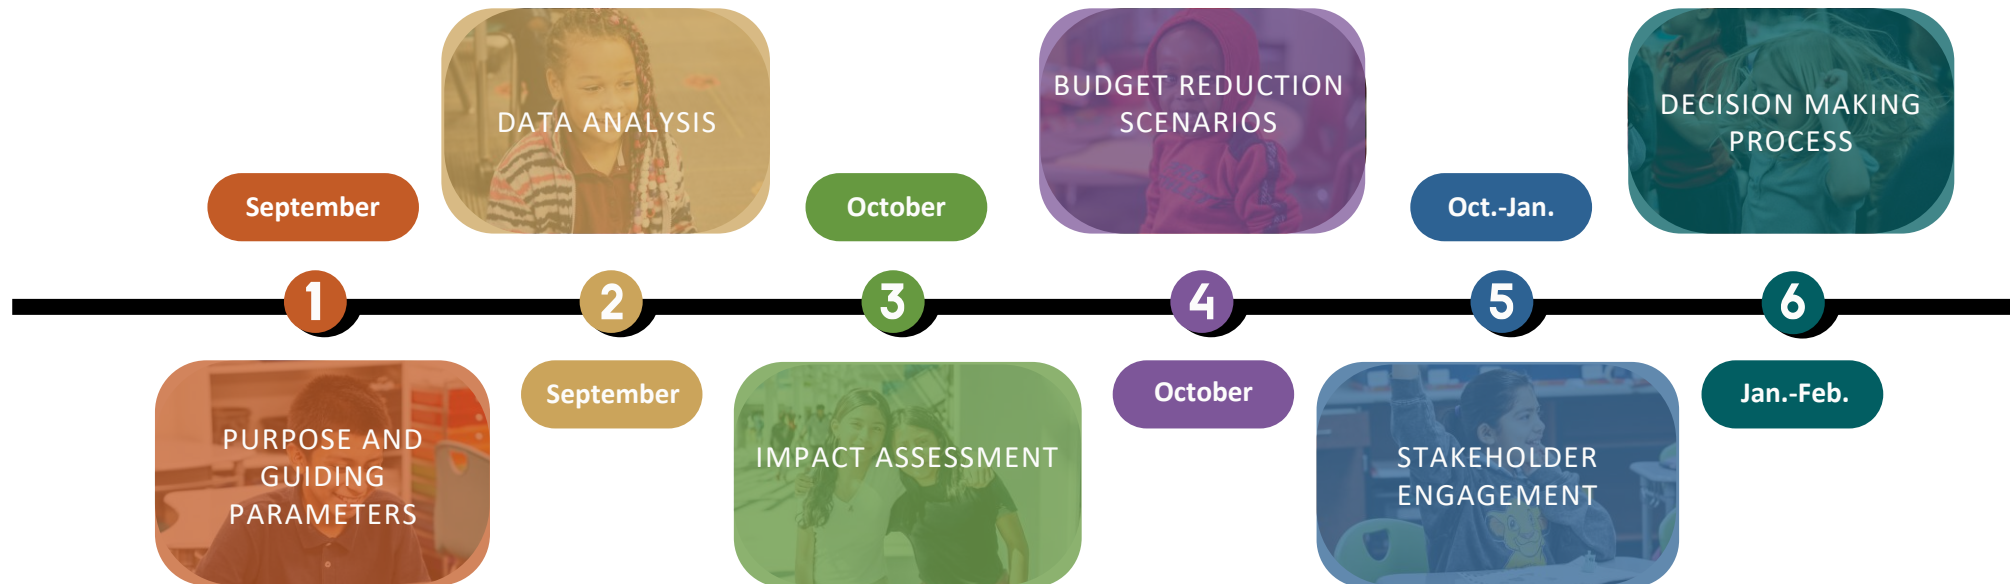 September
1
PURPOSE AND
GUIDING
PARAMETERS
DATA ANALYSIS
2
September
October
3
IMPACT ASSESSMENT
BUDGET REDUCTION
SCENARIOS
4
October
Oct.-Jan.
5
STAKEHOLDER
ENGAGEMENT
DECISION MAKING
PROCESS
6
Jan.-Feb.